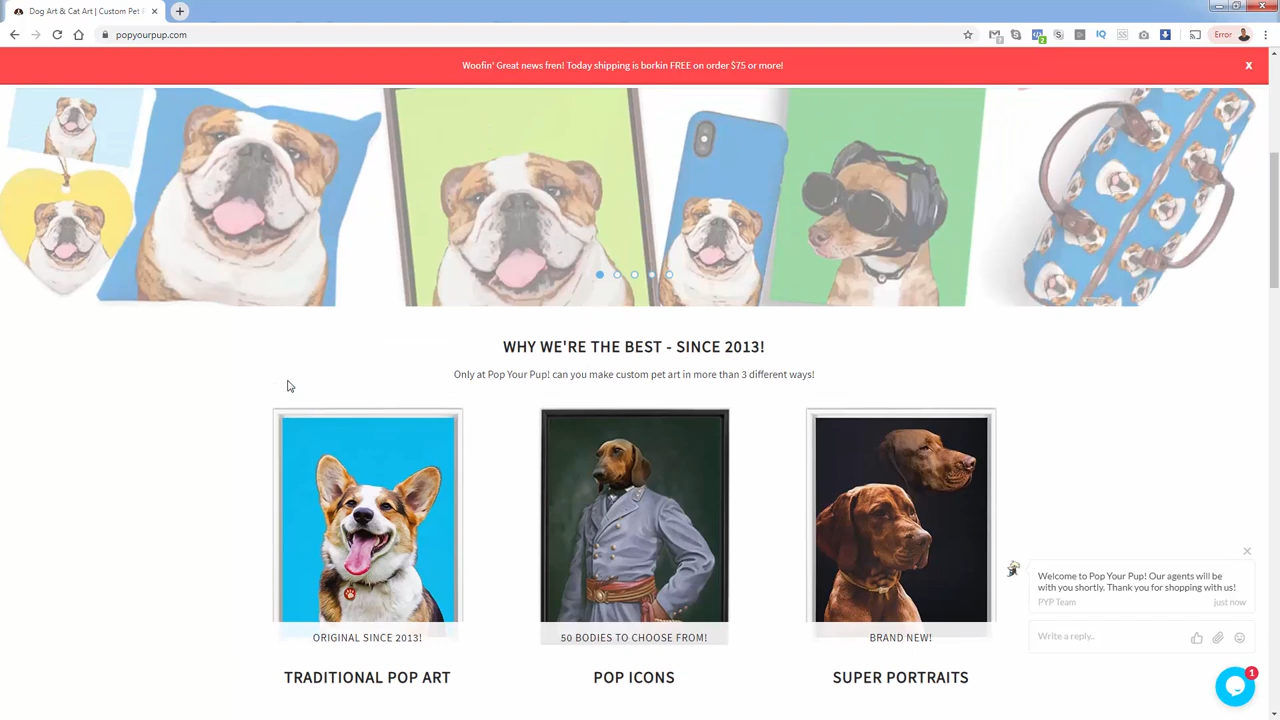 Dog Art & Cat Art | Custom Pet P
popyourpup.com
Error
Woofin' Great news fren! Today shipping is borkin FREE on order $75 or more!
X
WHY WE'RE THE BEST - SINCE 2013!
Only at Pop Your Pup! can you make custom pet art in more than 3 different ways!
ORIGINAL SINCE 2013!
50 BODIES TO CHOOSE FROM!
BRAND NEW!
TRADITIONAL POP ART
POP ICONS
SUPER PORTRAITS
Welcome to Pop Your Pup! Our agents will be
with you shortly. Thank you for shopping with us!
PYP Team
just now
Write a reply..
1